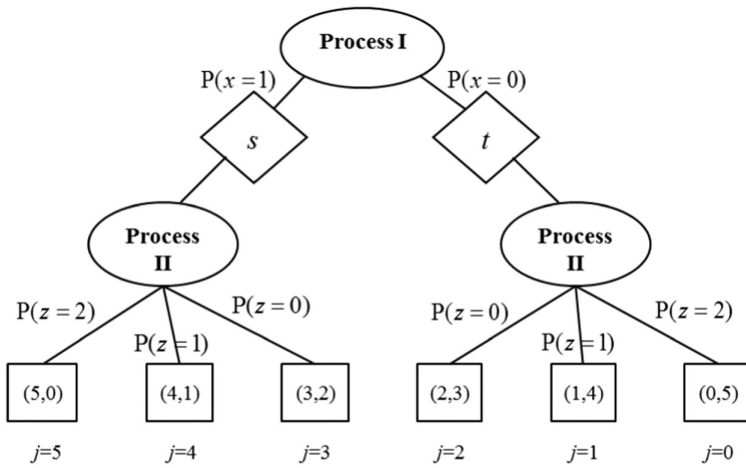 Process I
P(x = 1)
P(x = 0)
s
t
Process
II
Process
II
P(z = 2)
P(z = 1)
P(z = 0)
P(z = 0)
P(z = 1)
P(z = 2)
(5,0)
(4,1)
(3,2)
(2,3)
(1,4)
(0,5)
j=5
j=4
j=3
j=2
j=1
j=0